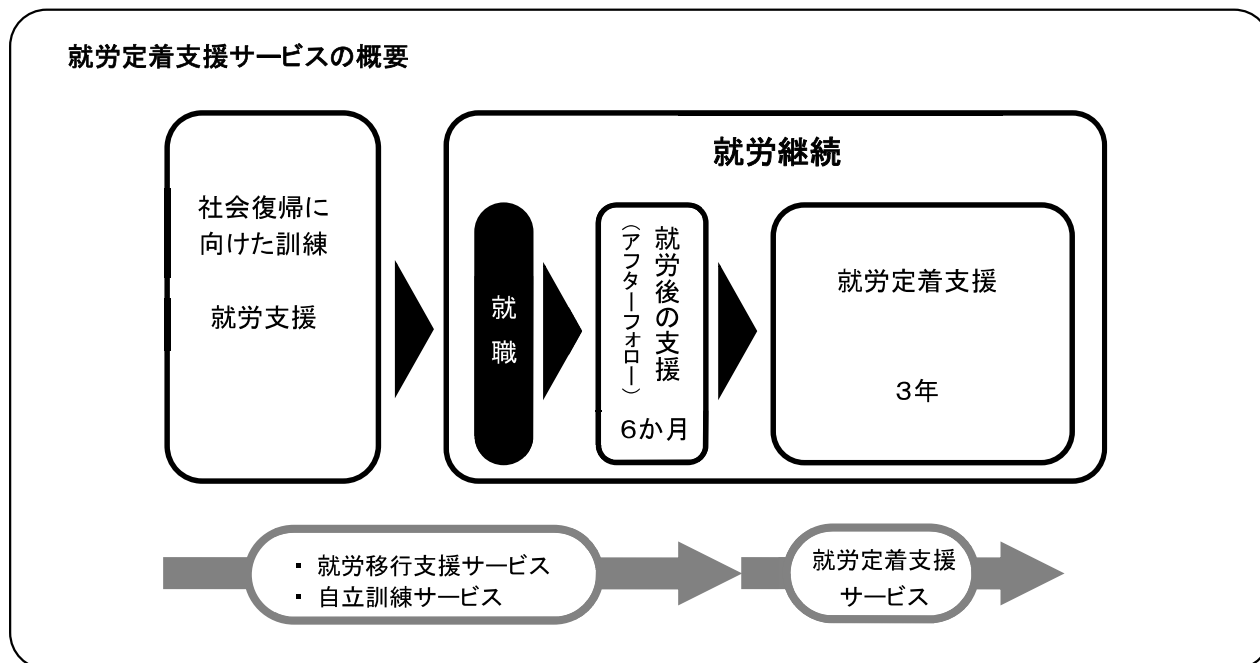 就労定着支援サービスの概要
社会復帰に
向けた訓練
就労支援
就労継続
就職
就労後の支援
（アフターフォロー）
6か月
就労定着支援
3年
・ 就労移行支援サービス
・ 自立訓練サービス
就労定着支援
サービス